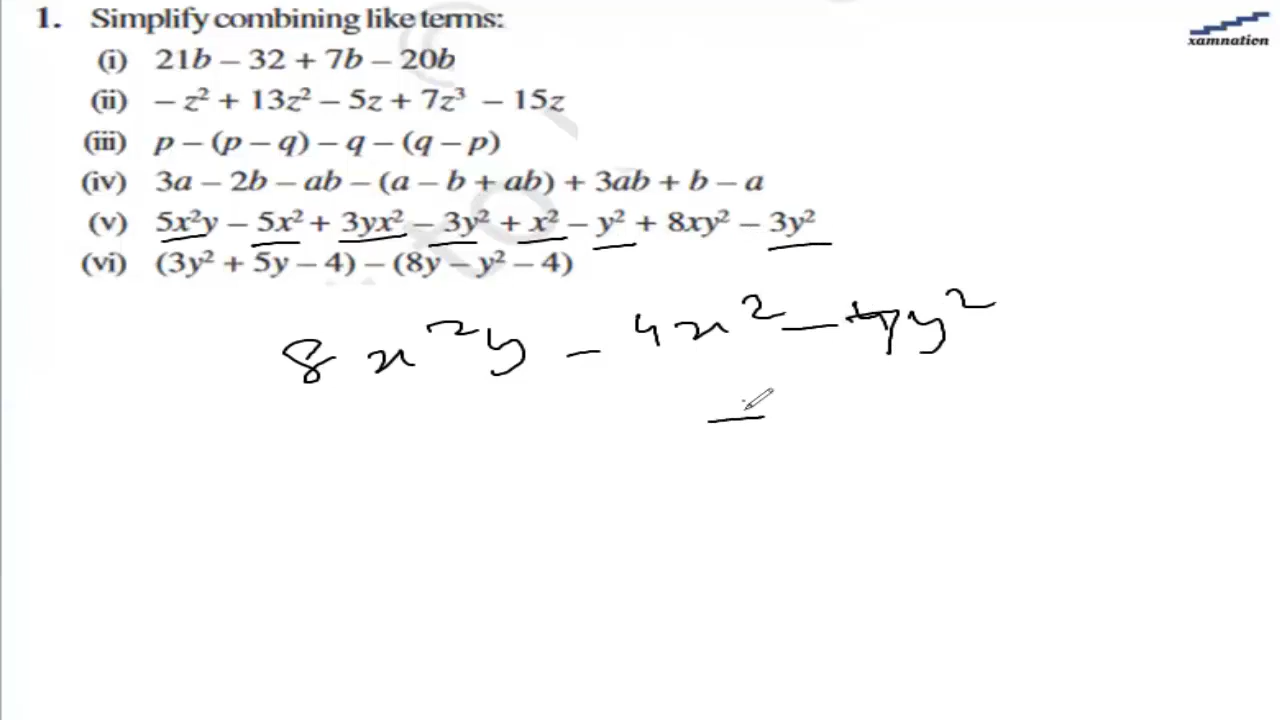 1. Simplify combining like terms:
xamnation
(i) 21b – 32 + 7b – 20b
(ii) – z² + 13z² – 5z + 7z³ – 15z
(iii) p – (p – q) – q – (q – p)
(iv) 3a – 2b – ab – (a – b + ab) + 3ab + b – a
(v) 5x²y – 5x² + 3yx² – 3y² + x² – y² + 8xy² – 3y²
(vi) (3y² + 5y – 4) – (8y – y² – 4)
8x²y – 4x² – 7y²